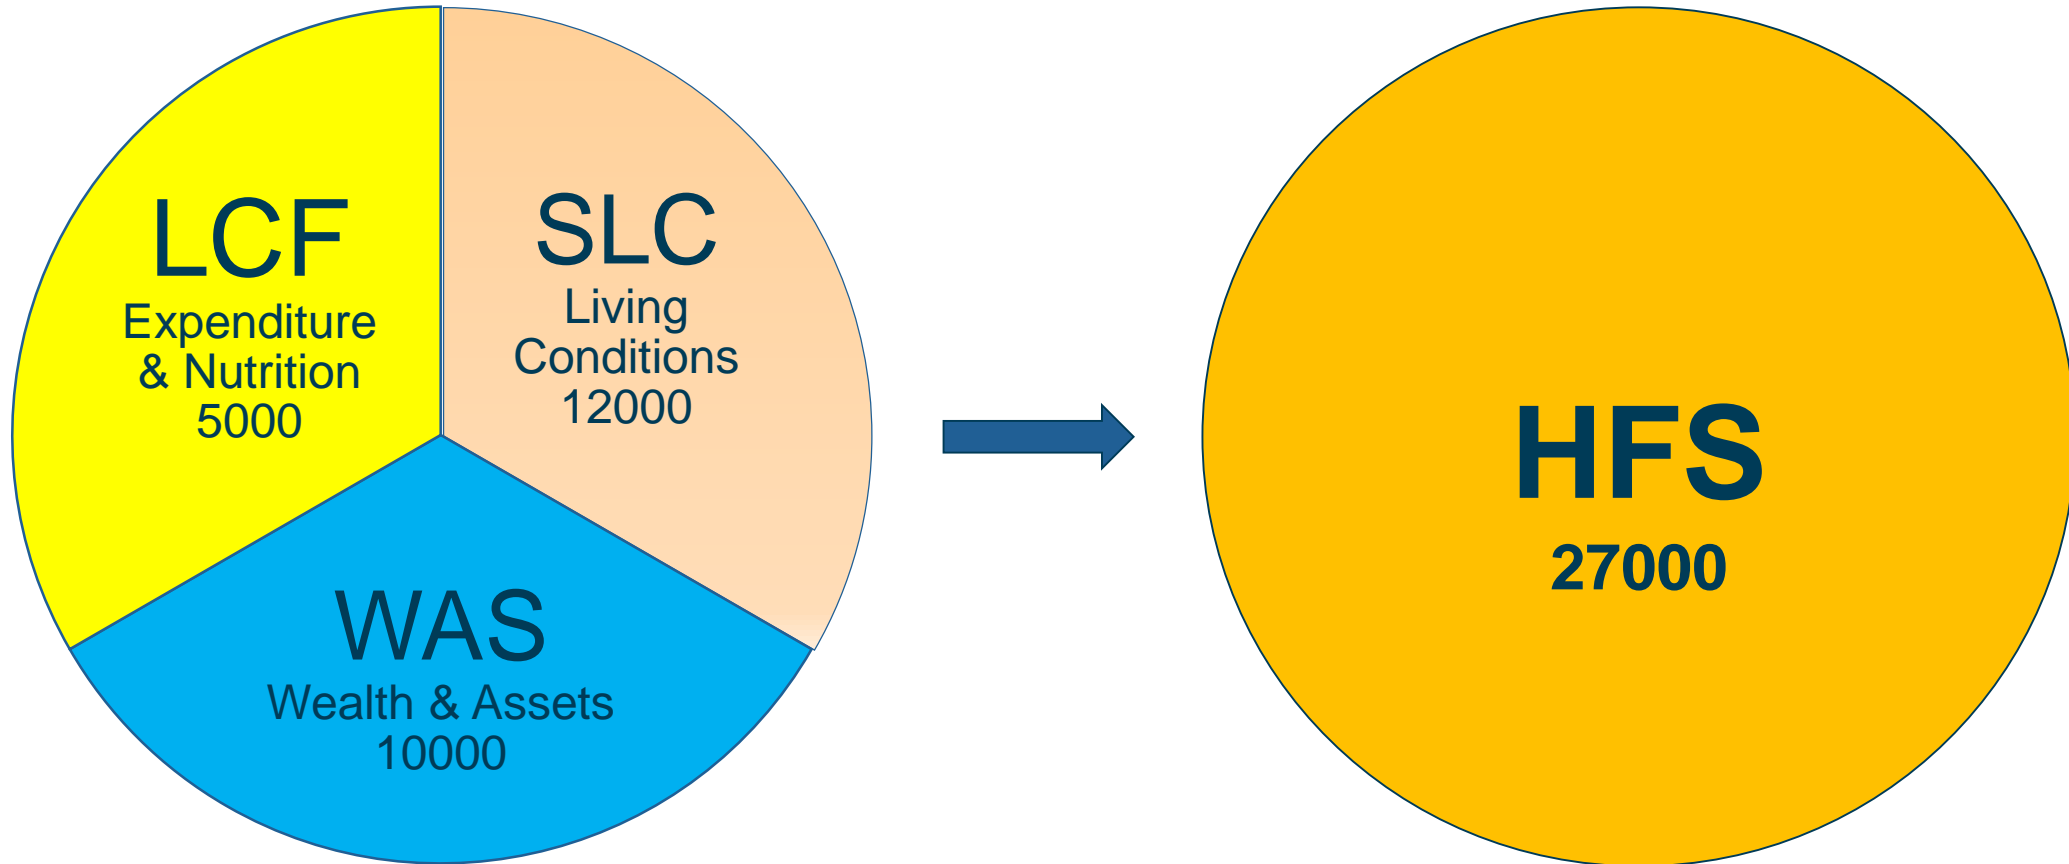 LCF
Expenditure
& Nutrition
5000
SLC
Living
Conditions
12000
WAS
Wealth & Assets
10000
HFS
27000